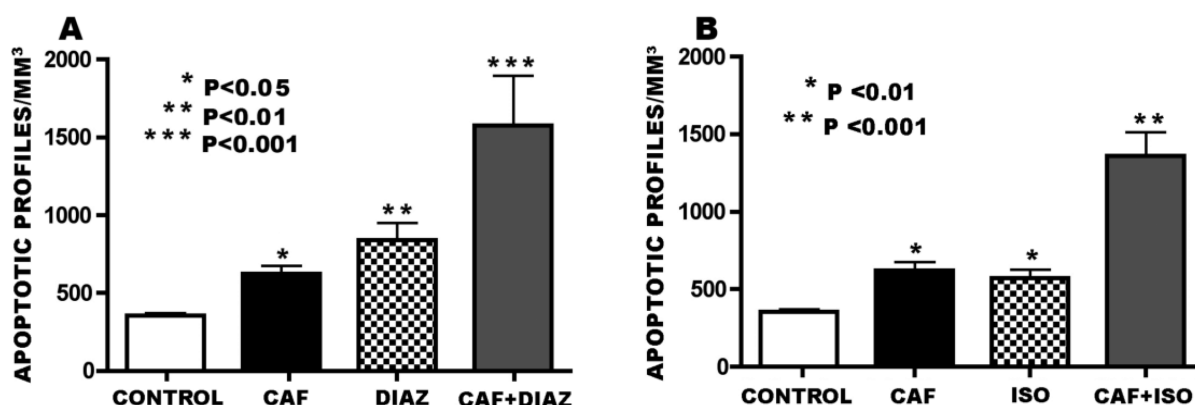 A
APOPTOTIC PROFILES/MM³
2000
1500
1000
500
0
* P<0.05
** P<0.01
*** P<0.001
*
**
***
CONTROL CAF DIAZ CAF+DIAZ
B
APOPTOTIC PROFILES/MM³
2000
1500
1000
500
0
* P <0.01
** P <0.001
*
*
**
CONTROL CAF ISO CAF+ISO